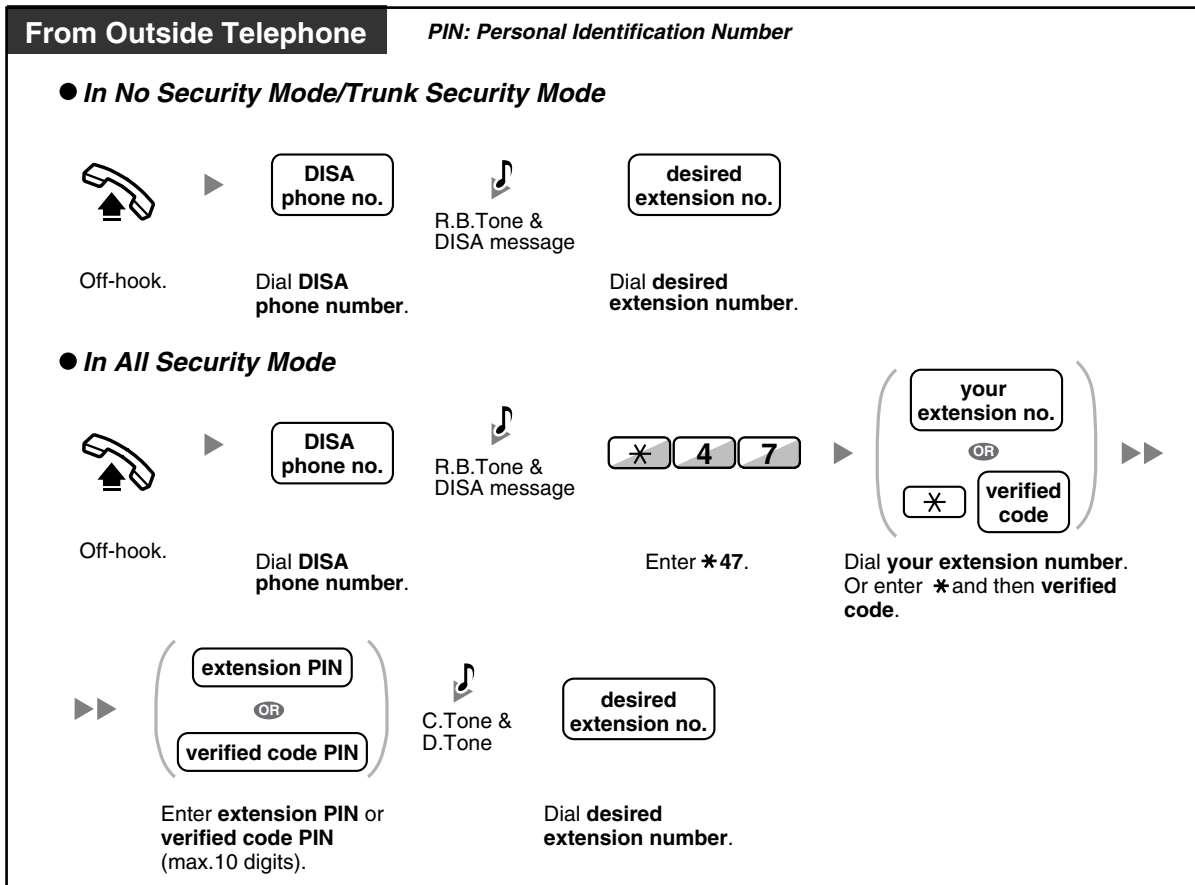 From Outside Telephone
PIN: Personal Identification Number
● In No Security Mode/Trunk Security Mode
DISA
phone no.
R.B.Tone &
DISA message
desired
extension no.
Off-hook.
Dial DISA
phone number.
Dial desired
extension number.
● In All Security Mode
DISA
phone no.
R.B.Tone &
DISA message
* 4 7
your
extension no.
OR
* verified
code
Off-hook.
Dial DISA
phone number.
Enter *47.
Dial your extension number.
Or enter * and then verified
code.
extension PIN
OR
verified code PIN
C.Tone &
D.Tone
desired
extension no.
Enter extension PIN or
verified code PIN
(max.10 digits).
Dial desired
extension number.